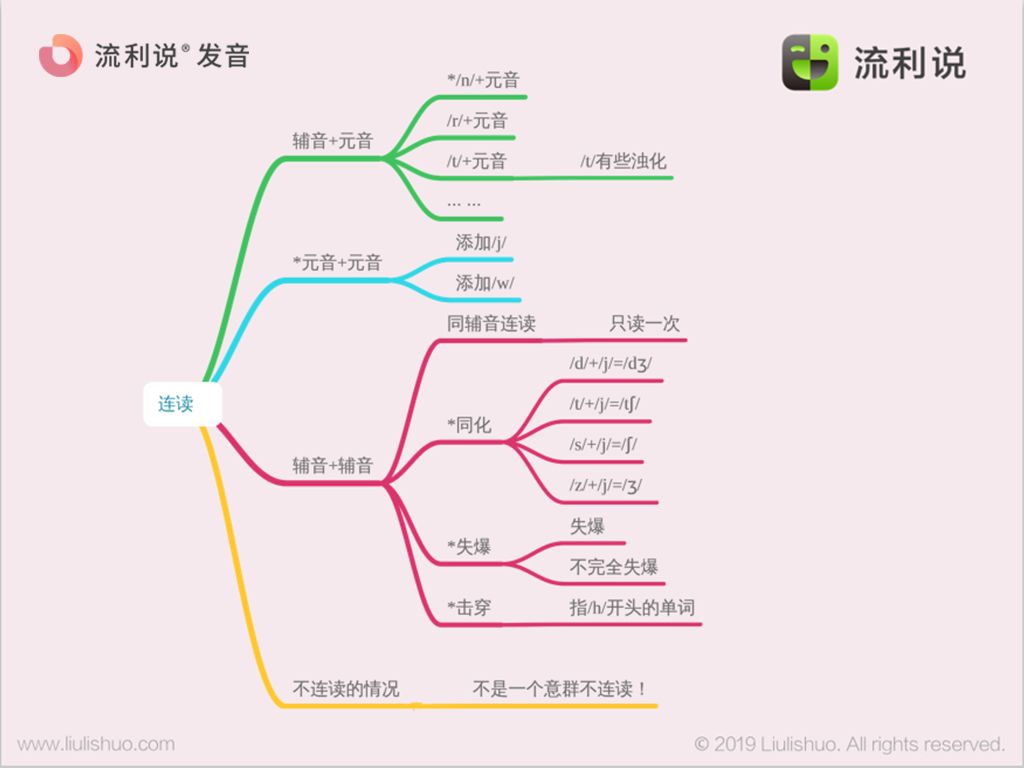 流利说®发音
流利说
连读
辅音+元音
*/n/+元音
/r/+元音
/t/+元音
/t/有些浊化
... ...
*元音+元音
添加/j/
添加/w/
辅音+辅音
同辅音连读
只读一次
*同化
/d/+/j/=/dʒ/
/t/+/j/=/tʃ/
/s/+/j/=/ʃ/
/z/+/j/=/ʒ/
*失爆
失爆
不完全失爆
*击穿
指/h/开头的单词
不连读的情况
不是一个意群不连读！
www.liulishuo.com
© 2019 Liulishuo. All rights reserved.